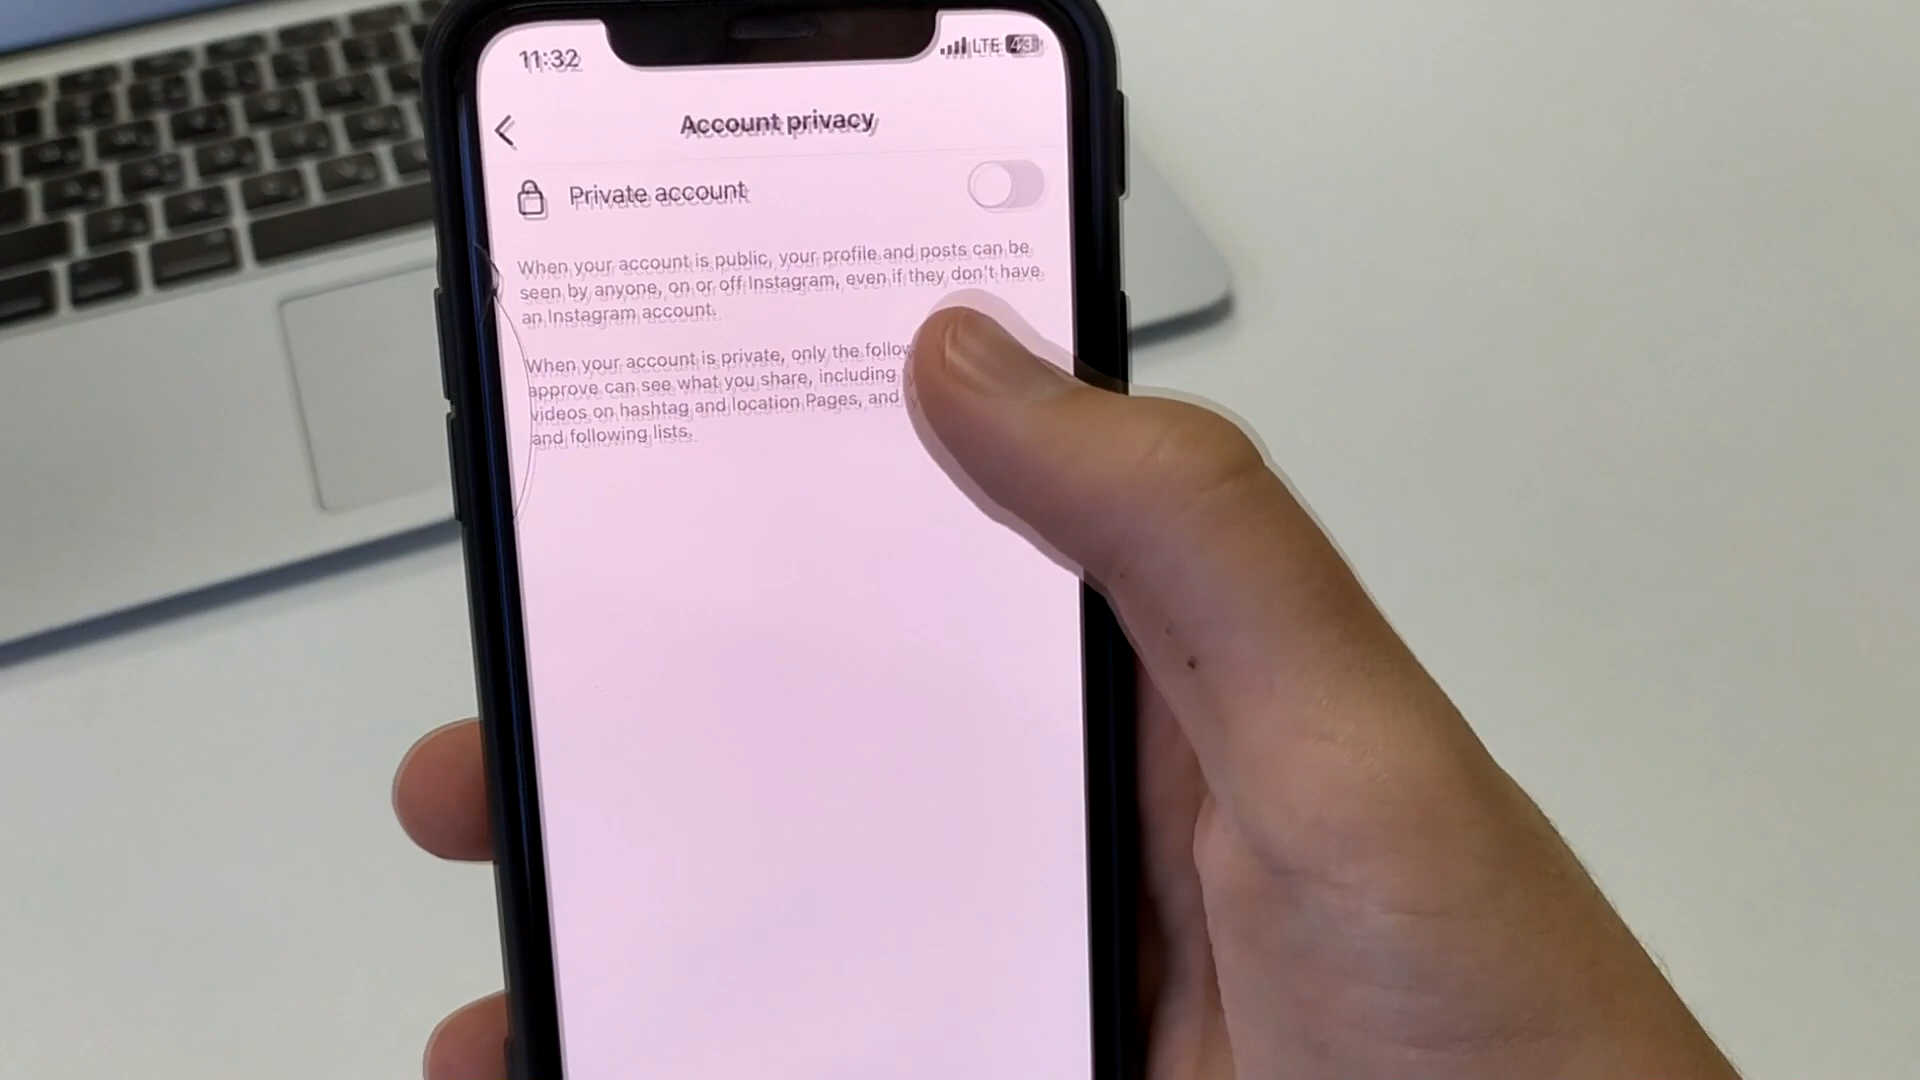 11:32
LTE 43
Account privacy
Private account
When your account is public, your profile and posts can be
seen by anyone, on or off Instagram, even if they don't have
an Instagram account.
When your account is private, only the follow
approve can see what you share, including
videos on hashtag and location Pages, and
and following lists.